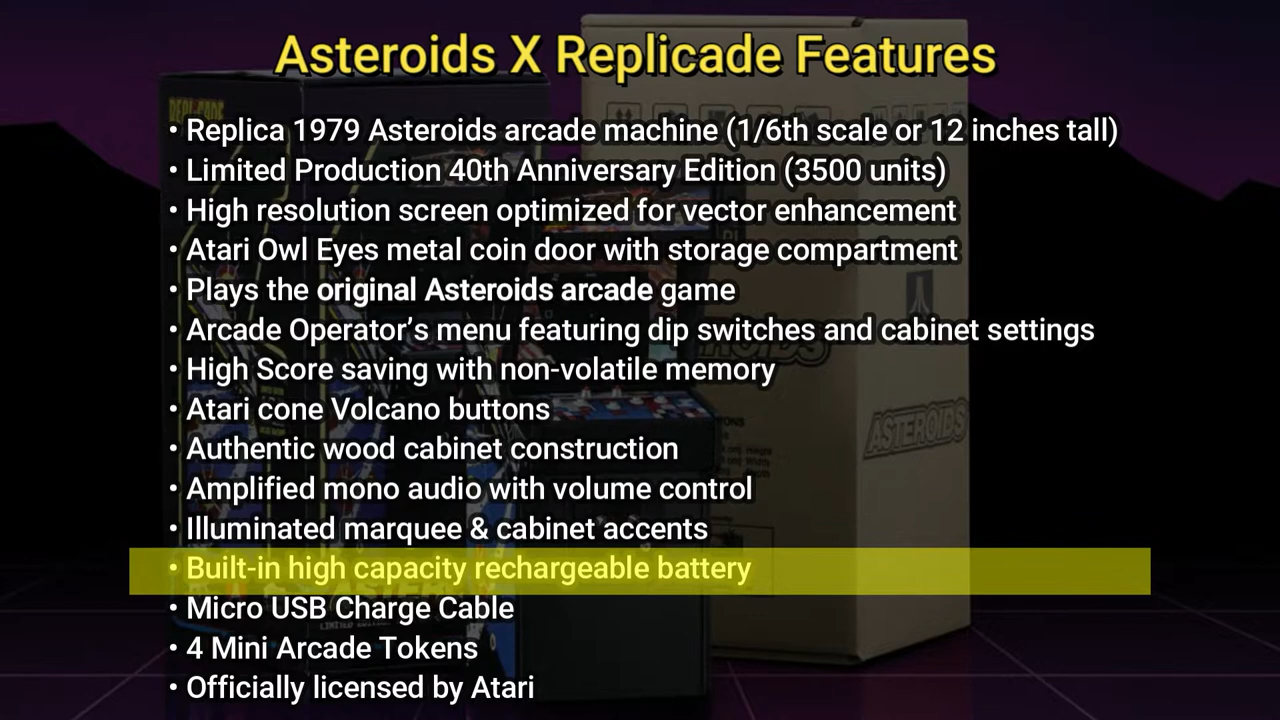 Asteroids X Replicade Features
• Replica 1979 Asteroids arcade machine (1/6th scale or 12 inches tall)
• Limited Production 40th Anniversary Edition (3500 units)
• High resolution screen optimized for vector enhancement
• Atari Owl Eyes metal coin door with storage compartment
• Plays the original Asteroids arcade game
• Arcade Operator’s menu featuring dip switches and cabinet settings
• High Score saving with non-volatile memory
• Atari cone Volcano buttons
• Authentic wood cabinet construction
• Amplified mono audio with volume control
• Illuminated marquee & cabinet accents
• Built-in high capacity rechargeable battery
• Micro USB Charge Cable
• 4 Mini Arcade Tokens
• Officially licensed by Atari
ASTEROIDS